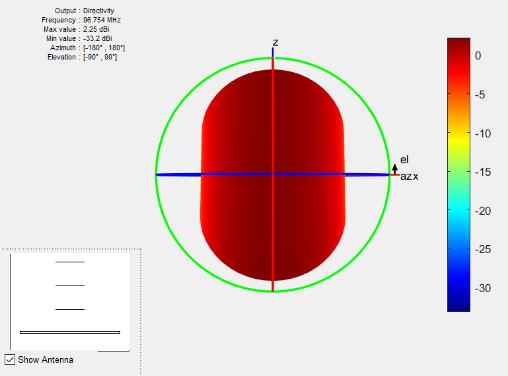 Output : Directivity
Frequency : 96.754 MHz
Max value : 2.25 dBi
Min value : -33.2 dBi
Azimuth : [-180° , 180°]
Elevation : [-90° , 90°]
z
el
azx
0
-5
-10
-15
-20
-25
-30
Show Antenna